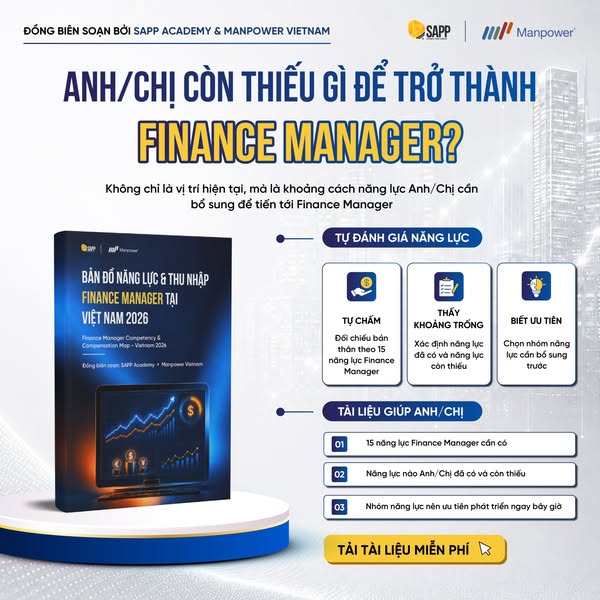 ĐỒNG BIÊN SOẠN BỞI SAPP ACADEMY & MANPOWER VIETNAM
SAPP
Manpower
ANH/CHỊ CÒN THIẾU GÌ ĐỂ TRỞ THÀNH
FINANCE MANAGER?
Không chỉ là vị trí hiện tại, mà là khoảng cách năng lực Anh/Chị cần
bổ sung để tiến tới Finance Manager
SAPP
Manpower
BẢN ĐỒ NĂNG LỰC & THU NHẬP
FINANCE MANAGER TẠI
VIỆT NAM 2026
Finance Manager Competency &
Compensation Map - Vietnam 2026
Đồng biên soạn: SAPP Academy × Manpower Vietnam
TỰ ĐÁNH GIÁ NĂNG LỰC
TỰ CHẤM
Đối chiếu bản
thân theo 15
năng lực Finance
Manager
THẤY
KHOẢNG TRỐNG
Xác định năng lực
đã có và năng lực
còn thiếu
BIẾT ƯU TIÊN
Chọn nhóm năng
lực cần bổ sung
trước
TÀI LIỆU GIÚP ANH/CHỊ
01 15 năng lực Finance Manager cần có
02 Năng lực nào Anh/Chị đã có và còn thiếu
03 Nhóm năng lực nên ưu tiên phát triển ngay bây giờ
TẢI TÀI LIỆU MIỄN PHÍ